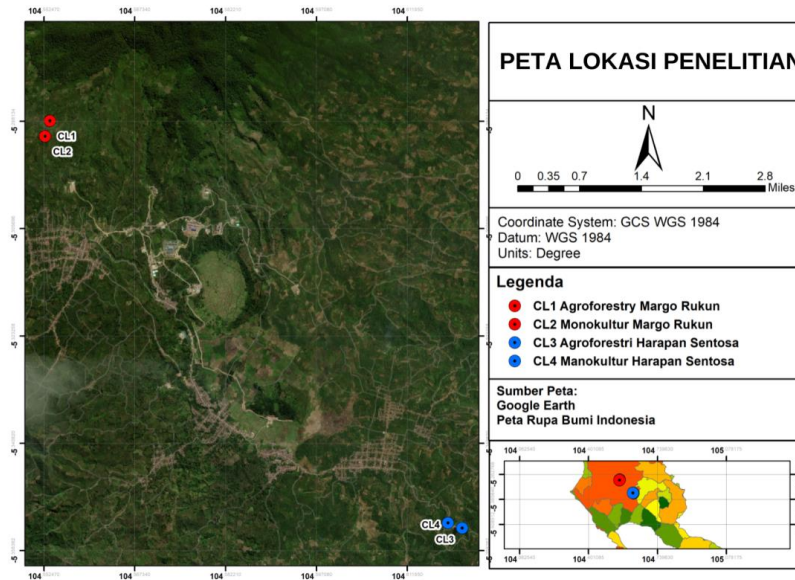 104 104 104 104 104
CL1
CL2
CL4
CL3
104 104 104 104 104
PETA LOKASI PENELITIAN
N
0 0.35 0.7 1.4 2.1 2.8
Miles
Coordinate System: GCS WGS 1984
Datum: WGS 1984
Units: Degree
Legenda
CL1 Agroforestry Margo Rukun
CL2 Monokultur Margo Rukun
CL3 Agroforestri Harapan Sentosa
CL4 Manokultur Harapan Sentosa
Sumber Peta:
Google Earth
Peta Rupa Bumi Indonesia
104 104 104 105
104 104 104 105